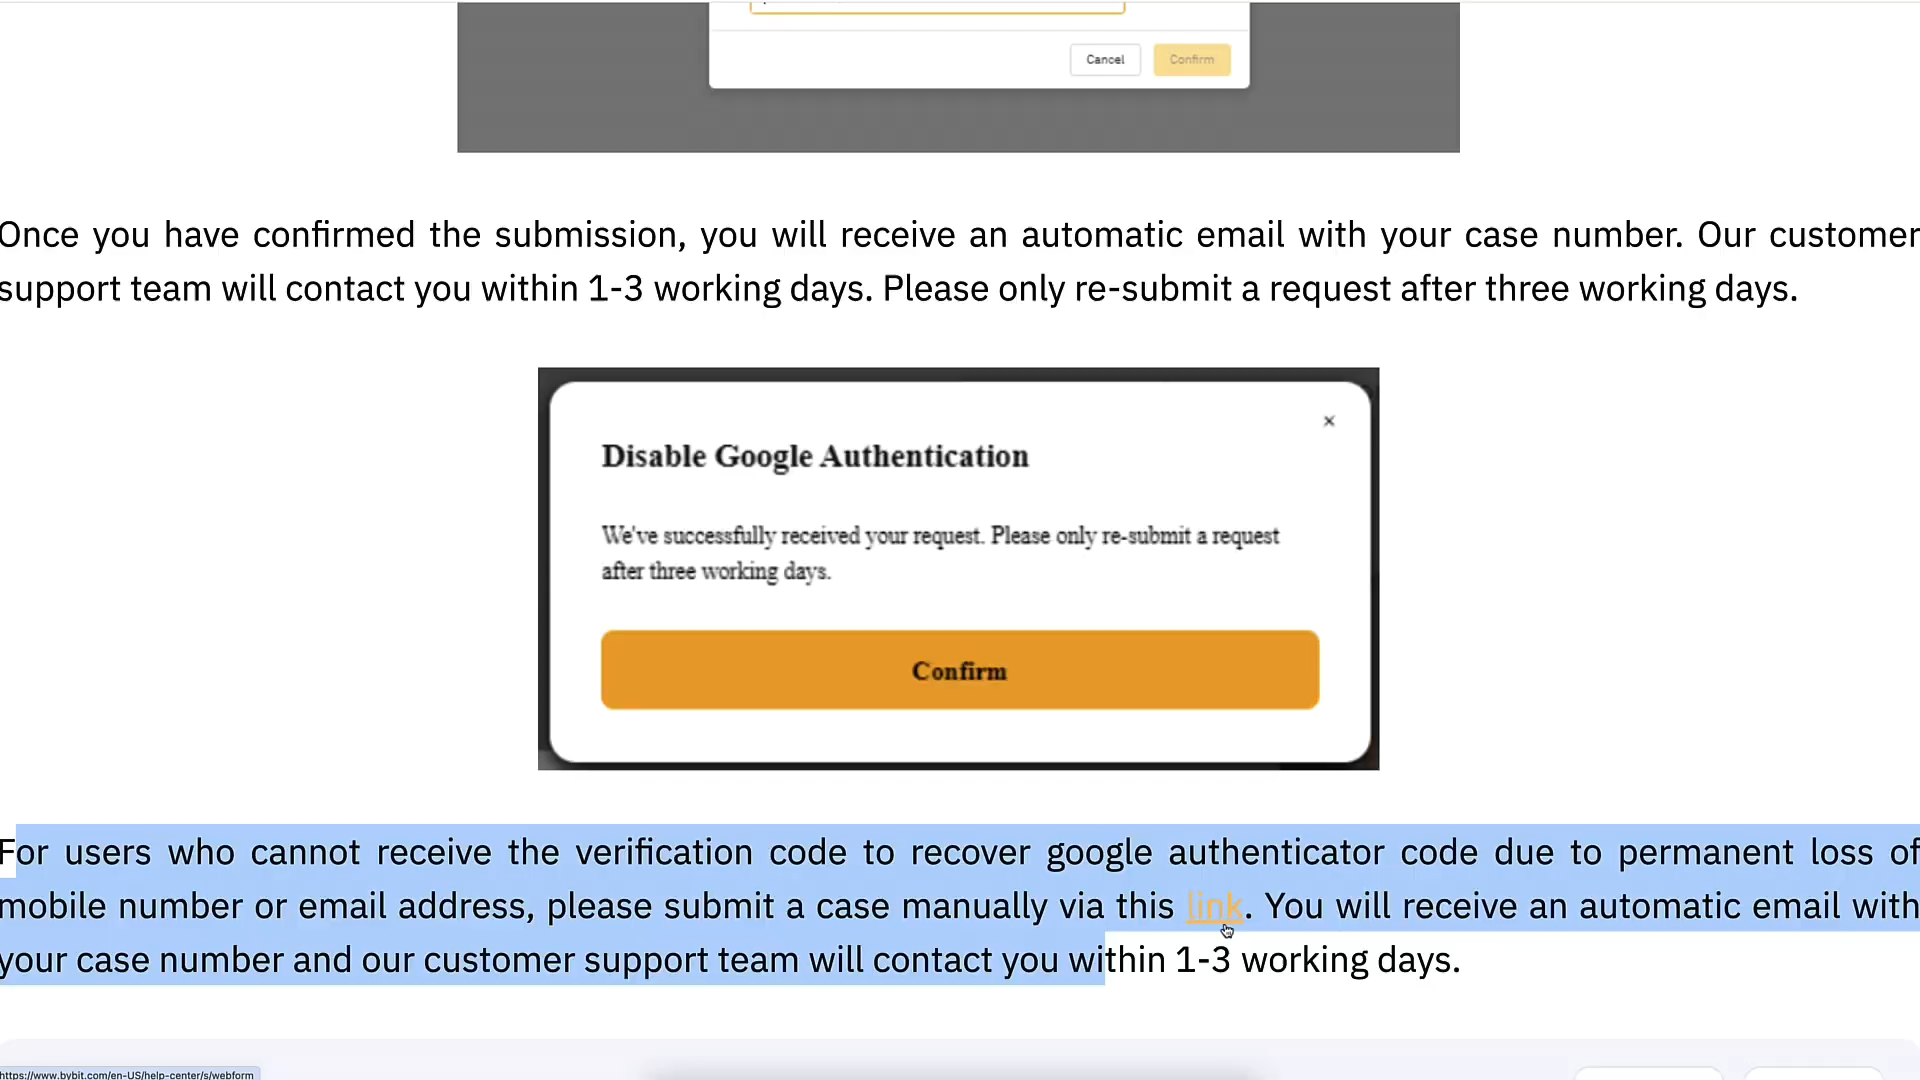 Cancel Confirm
Once you have confirmed the submission, you will receive an automatic email with your case number. Our customer
support team will contact you within 1-3 working days. Please only re-submit a request after three working days.
×
Disable Google Authentication
We've successfully received your request. Please only re-submit a request
after three working days.
Confirm
For users who cannot receive the verification code to recover google authenticator code due to permanent loss of
mobile number or email address, please submit a case manually via this link. You will receive an automatic email with
your case number and our customer support team will contact you within 1-3 working days.
https://www.bybit.com/en-US/help-center/s/webform